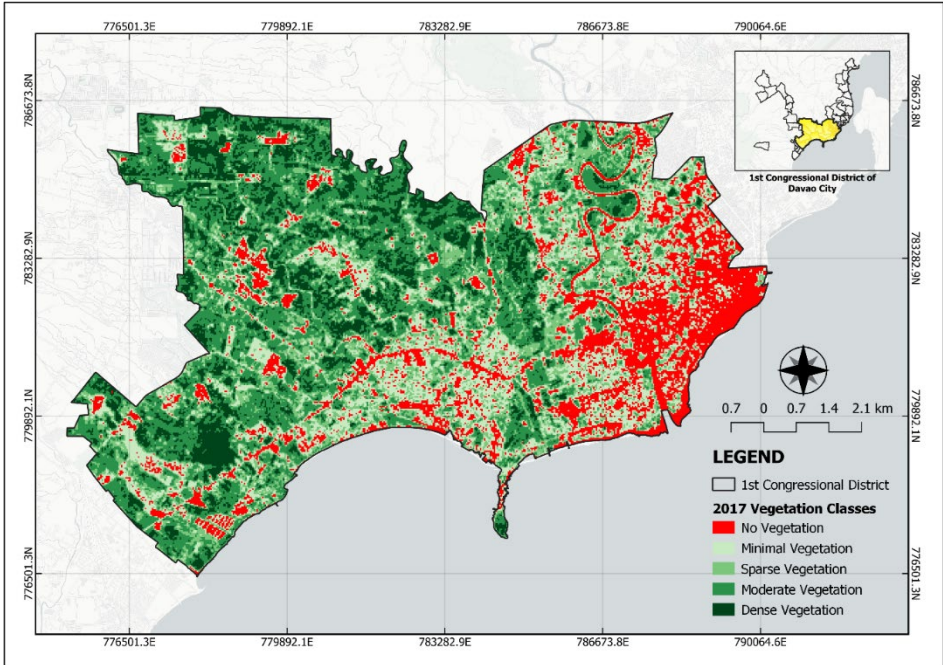 776501.3E 779892.1E 783282.9E 786673.8E 790064.6E
786673.8N 786673.8N
1st Congressional District of
Davao City
783282.9N 783282.9N
779892.1N 779892.1N
0.7 0 0.7 1.4 2.1 km
LEGEND
1st Congressional District
2017 Vegetation Classes
No Vegetation
Minimal Vegetation
Sparse Vegetation
Moderate Vegetation
Dense Vegetation
776501.3N 776501.3N
776501.3E 779892.1E 783282.9E 786673.8E 790064.6E